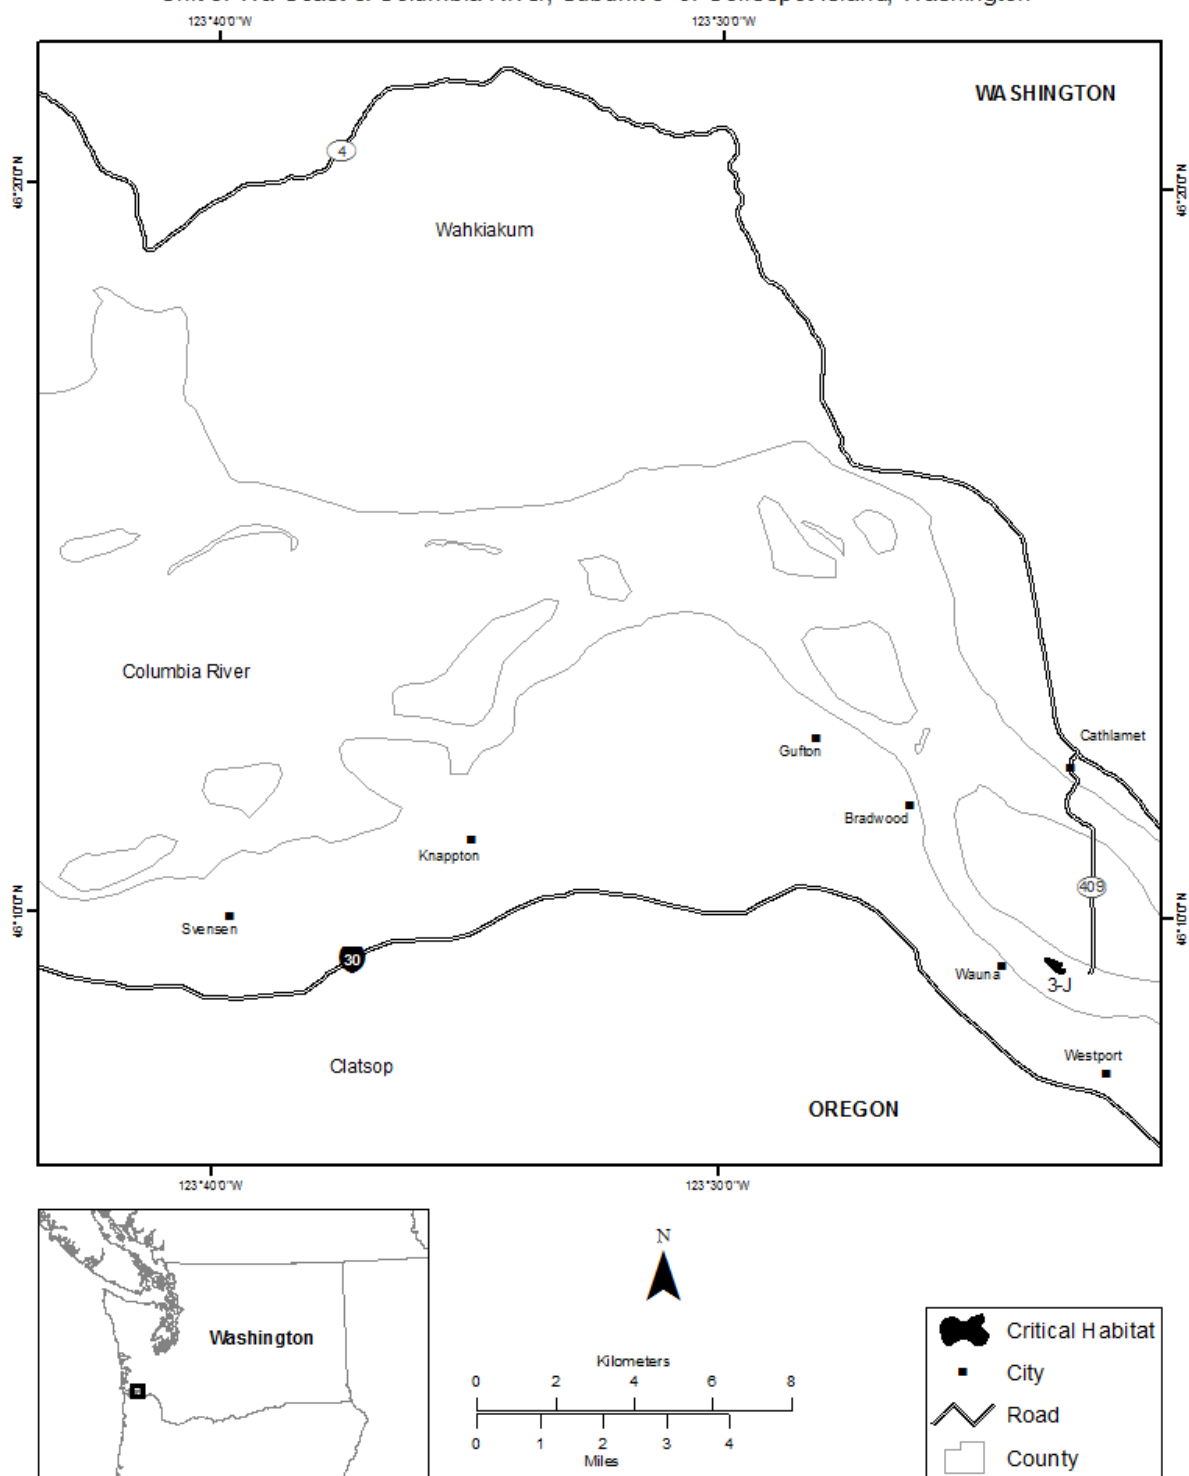 123°40'0"W
123°30'0"W
WASHINGTON
4
46°20'0"N
46°20'0"N
Wahkiakum
Columbia River
Cathlamet
Gufton
Bradwood
Knappton
409
46°10'0"N
46°10'0"N
Svensen
30
Wauna
3-J
Westport
Clatsop
OREGON
123°40'0"W
123°30'0"W
N
Washington
Kilometers
0 2 4 6 8
0 1 2 3 4
Miles
Critical Habitat
City
Road
County